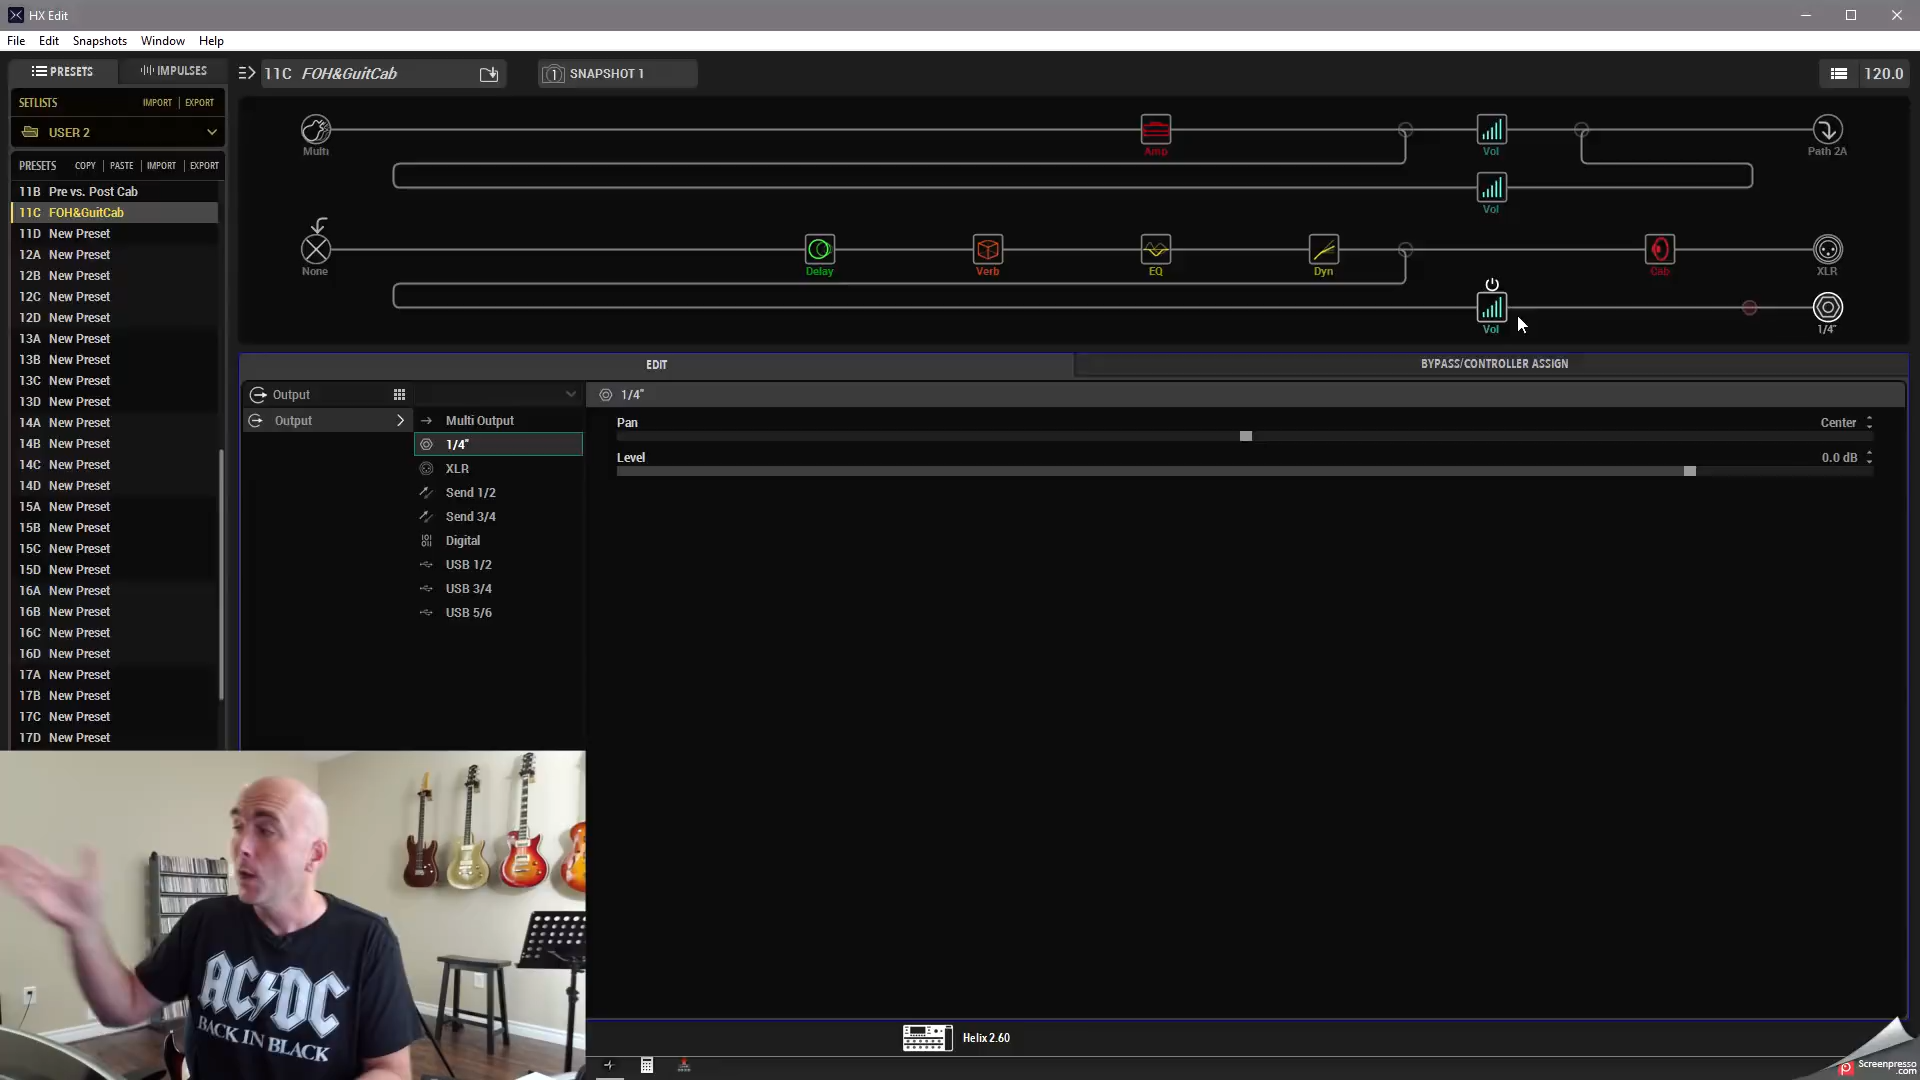 HX Edit
File Edit Snapshots Window Help
PRESETS IMPULSES
11C FOH&GuitCab
1 SNAPSHOT 1
120.0
SETLISTS IMPORT | EXPORT
USER 2
PRESETS COPY | PASTE | IMPORT | EXPORT
11B Pre vs. Post Cab
11C FOH&GuitCab
11D New Preset
12A New Preset
12B New Preset
12C New Preset
12D New Preset
13A New Preset
13B New Preset
13C New Preset
13D New Preset
14A New Preset
14B New Preset
14C New Preset
14D New Preset
15A New Preset
15B New Preset
15C New Preset
15D New Preset
16A New Preset
16B New Preset
16C New Preset
16D New Preset
17A New Preset
17B New Preset
17C New Preset
17D New Preset
Multi Amp Vol Path 2A
Vol
None Delay Verb EQ Dyn Cab XLR
Vol 1/4"
EDIT BYPASS/CONTROLLER ASSIGN
Output
Output
Multi Output
1/4"
XLR
Send 1/2
Send 3/4
Digital
USB 1/2
USB 3/4
USB 5/6
1/4"
Pan Center
Level 0.0 dB
Helix 2.60
AC DC
BACK IN BLACK
Screenpresso
.com